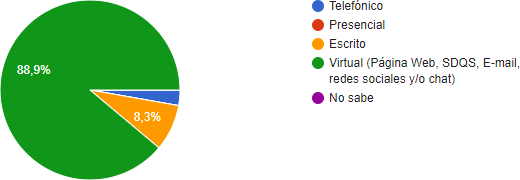 88,9%
8,3%
Telefónico
Presencial
Escrito
Virtual (Página Web, SDQS, E-mail,
redes sociales y/o chat)
No sabe